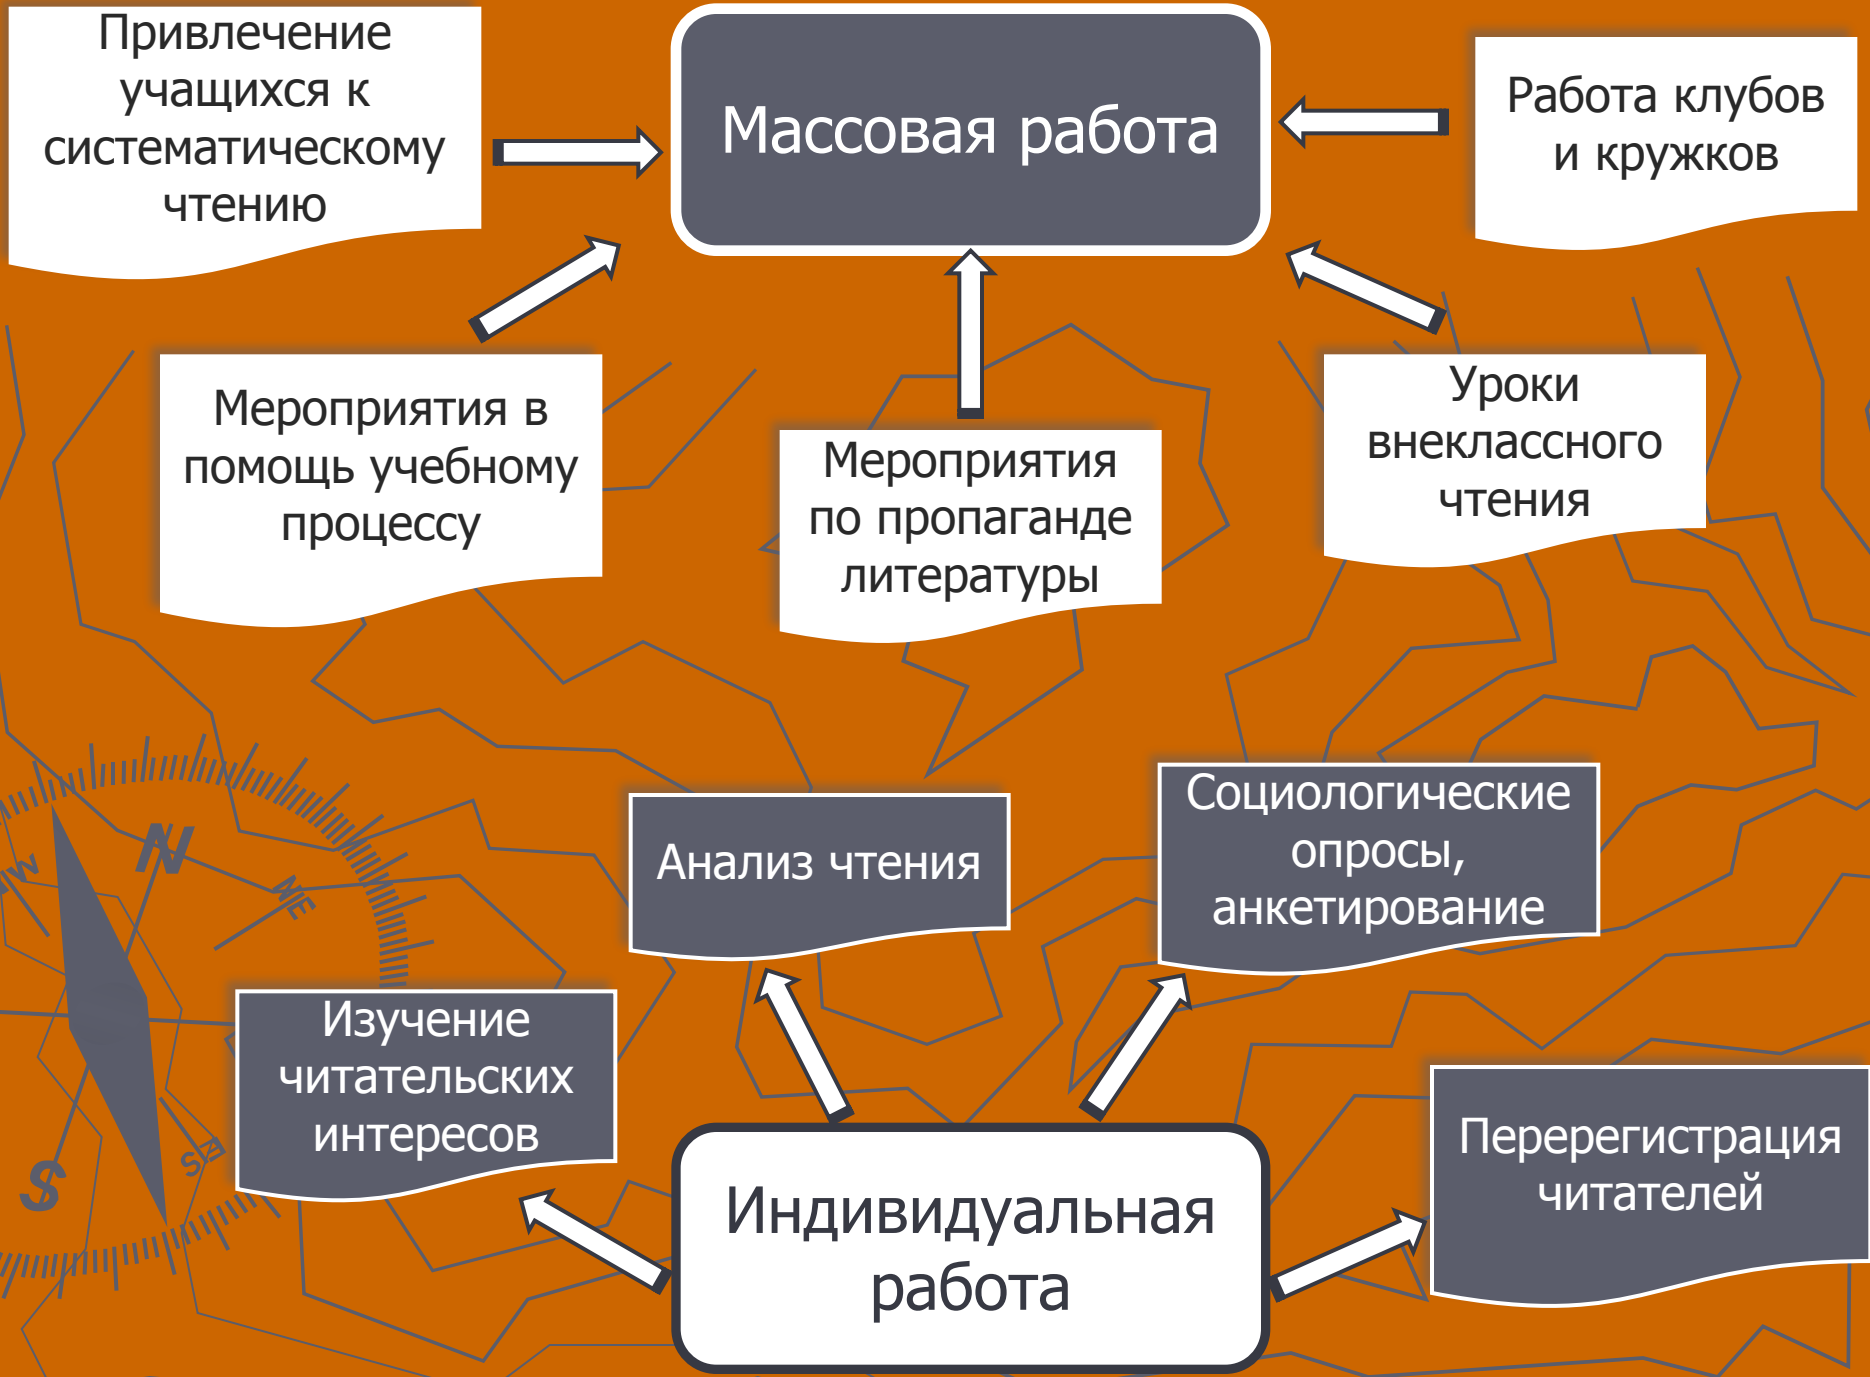 Привлечение
учащихся к
систематическому
чтению
Массовая работа
Работа клубов
и кружков
Мероприятия в
помощь учебному
процессу
Мероприятия
по пропаганде
литературы
Уроки
внеклассного
чтения
Анализ чтения
Социологические
опросы,
анкетирование
Изучение
читательских
интересов
Индивидуальная
работа
Перерегистрация
читателей
N
NE
S